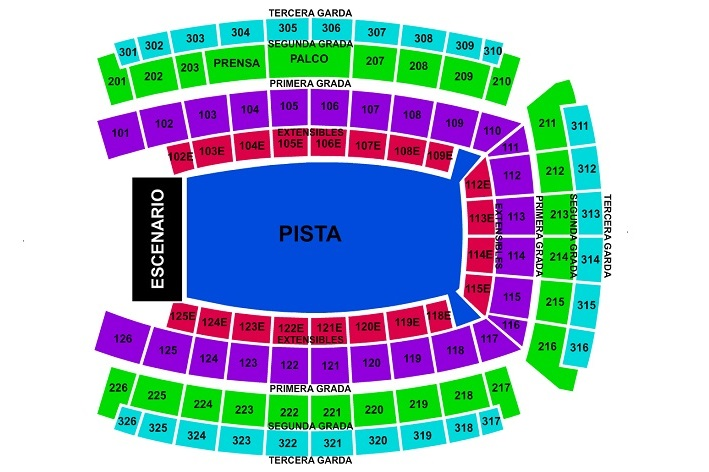 TERCERA GARDA
301 302 303 304 305 306 307 308 309 310
SEGUNDA GRADA
201 202 203 PRENSA PALCO 207 208 209 210
PRIMERA GRADA
101 102 103 104 105 106 107 108 109 110 111
EXTENSIBLES
102E 103E 104E 105E 106E 107E 108E 109E
211 311
112E 112 212 312
113E 113 213 313
114E 114 214 314
115E 115 215 315
116 216 316
EXTENSIBLES
PRIMERA GRADA
SEGUNDA GRADA
TERCERA GARDA
ESCENARIO
PISTA
125E 124E 123E 122E 121E 120E 119E 118E
EXTENSIBLES
126 125 124 123 122 121 120 119 118 117
PRIMERA GRADA
226 225 224 223 222 221 220 219 218 217
SEGUNDA GRADA
326 325 324 323 322 321 320 319 318 317
TERCERA GARDA